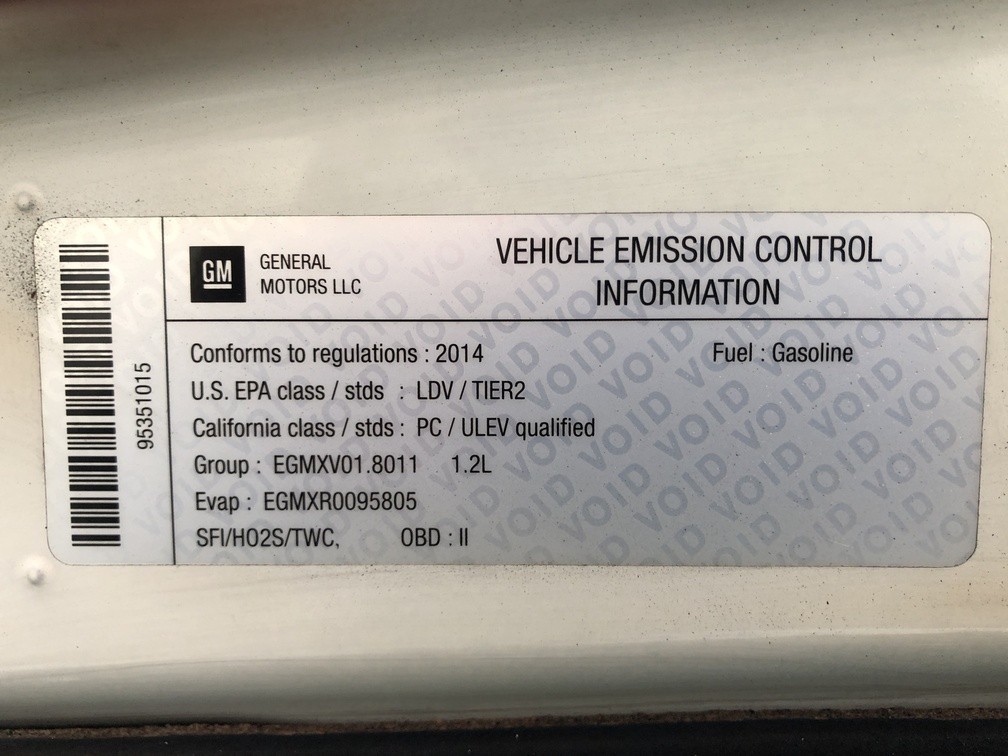 VEHICLE EMISSION CONTROL
INFORMATION
GM
GENERAL
MOTORS LLC
Conforms to regulations : 2014
Fuel : Gasoline
U.S. EPA class / stds : LDV / TIER2
California class / stds : PC / ULEV qualified
Group : EGMXV01.8011 1.2L
Evap : EGMXR0095805
SFI/HO2S/TWC, OBD : II
95351015
VOID